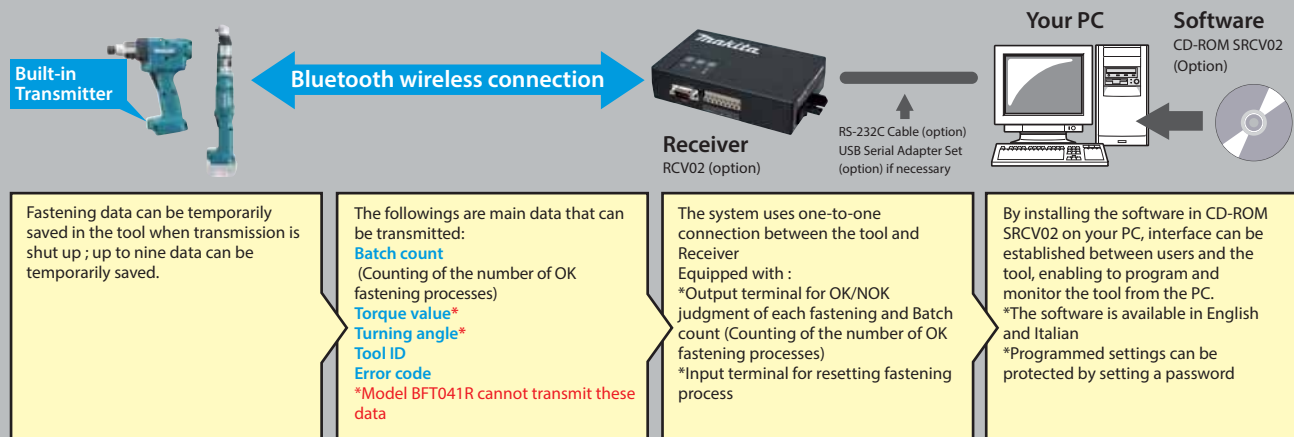 Built-in
Transmitter
Bluetooth wireless connection
makita
Receiver
RCV02 (option)
RS-232C Cable (option)
USB Serial Adapter Set
(option) if necessary
Your PC
Software
CD-ROM SRCV02
(Option)
Fastening data can be temporarily
saved in the tool when transmission is
shut up ; up to nine data can be
temporarily saved.
The followings are main data that can
be transmitted:
Batch count
(Counting of the number of OK
fastening processes)
Torque value*
Turning angle*
Tool ID
Error code
*Model BFT041R cannot transmit these
data
The system uses one-to-one
connection between the tool and
Receiver
Equipped with :
*Output terminal for OK/NOK
judgment of each fastening and Batch
count (Counting of the number of OK
fastening processes)
*Input terminal for resetting fastening
process
By installing the software in CD-ROM
SRCV02 on your PC, interface can be
established between users and the
tool, enabling to program and
monitor the tool from the PC.
*The software is available in English
and Italian
*Programmed settings can be
protected by setting a password